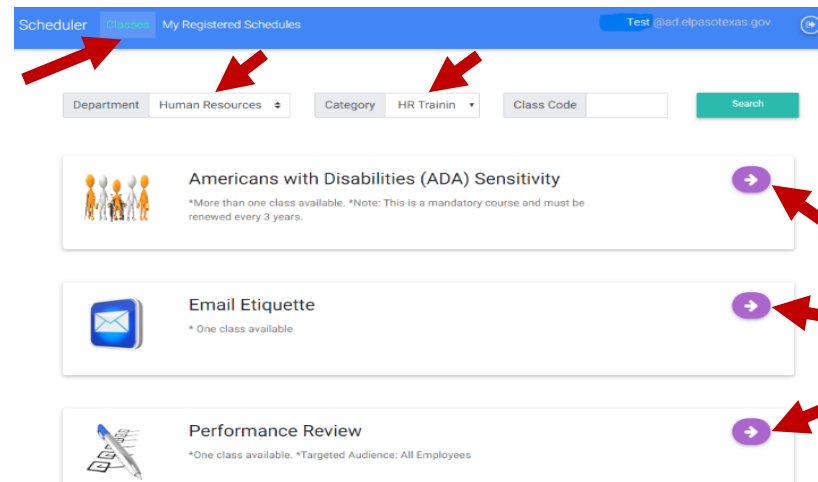 Scheduler Classes My Registered Schedules Test @ad.elpasotexas.gov
Department Human Resources Category HR Trainin Class Code Search
Americans with Disabilities (ADA) Sensitivity
*More than one class available. *Note: This is a mandatory course and must be
renewed every 3 years.
Email Etiquette
* One class available
Performance Review
*One class available. *Targeted Audience: All Employees